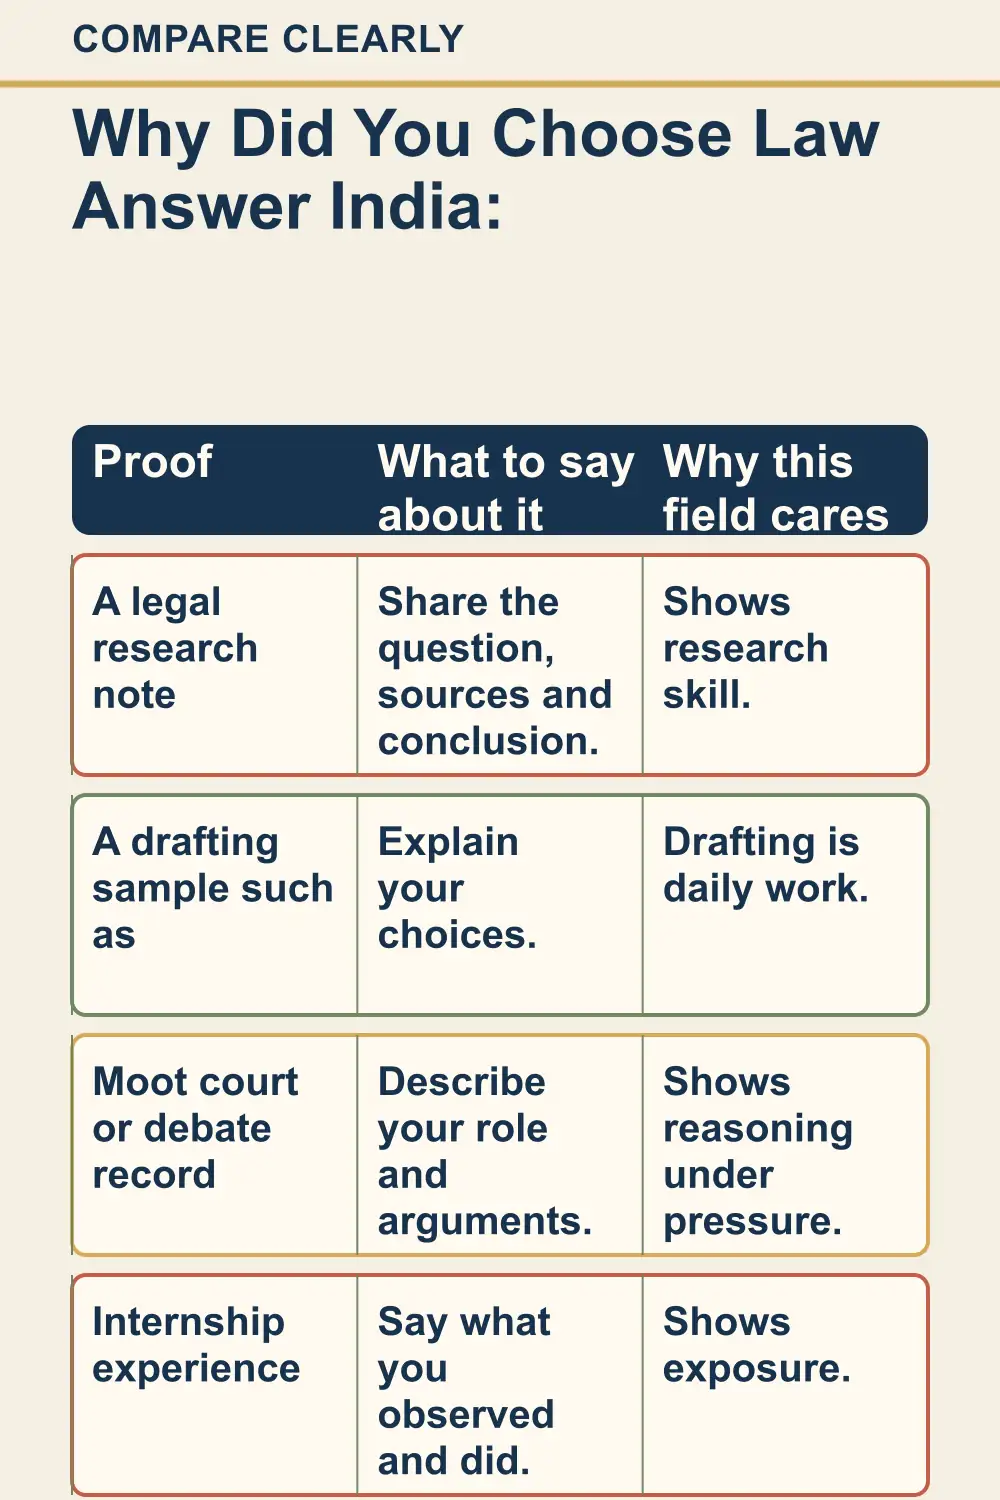 COMPARE CLEARLY
Why Did You Choose Law
Answer India:
Proof
What to say
about it
Why this
field cares
A legal
research
note
Share the
question,
sources and
conclusion.
Shows
research
skill.
A drafting
sample such
as
Explain
your
choices.
Drafting is
daily work.
Moot court
or debate
record
Describe
your role
and
arguments.
Shows
reasoning
under
pressure.
Internship
experience
Say what
you
observed
and did.
Shows
exposure.